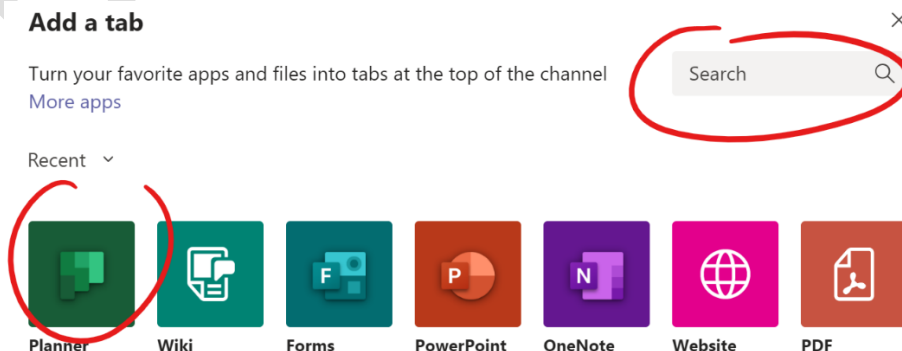 Add a tab
Turn your favorite apps and files into tabs at the top of the channel
Search
More apps
Recent
F
P
N
Planner Wiki Forms PowerPoint OneNote Website PDF